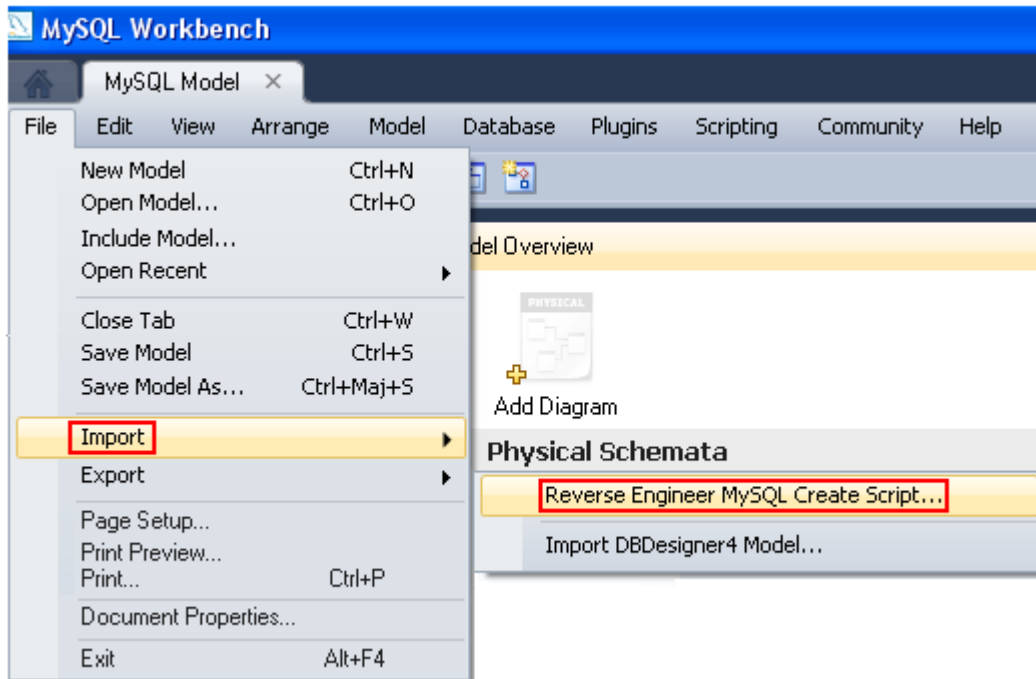 MySQL Workbench
MySQL Model
File Edit View Arrange Model Database Plugins Scripting Community Help
New Model Ctrl+N
Open Model... Ctrl+O
Include Model...
Open Recent
Close Tab Ctrl+W
Save Model Ctrl+S
Save Model As... Ctrl+Maj+S
Import
Export
Page Setup...
Print Preview...
Print... Ctrl+P
Document Properties...
Exit Alt+F4
del Overview
PHYSICAL
Add Diagram
Physical Schemata
Reverse Engineer MySQL Create Script...
Import DBDesigner4 Model...